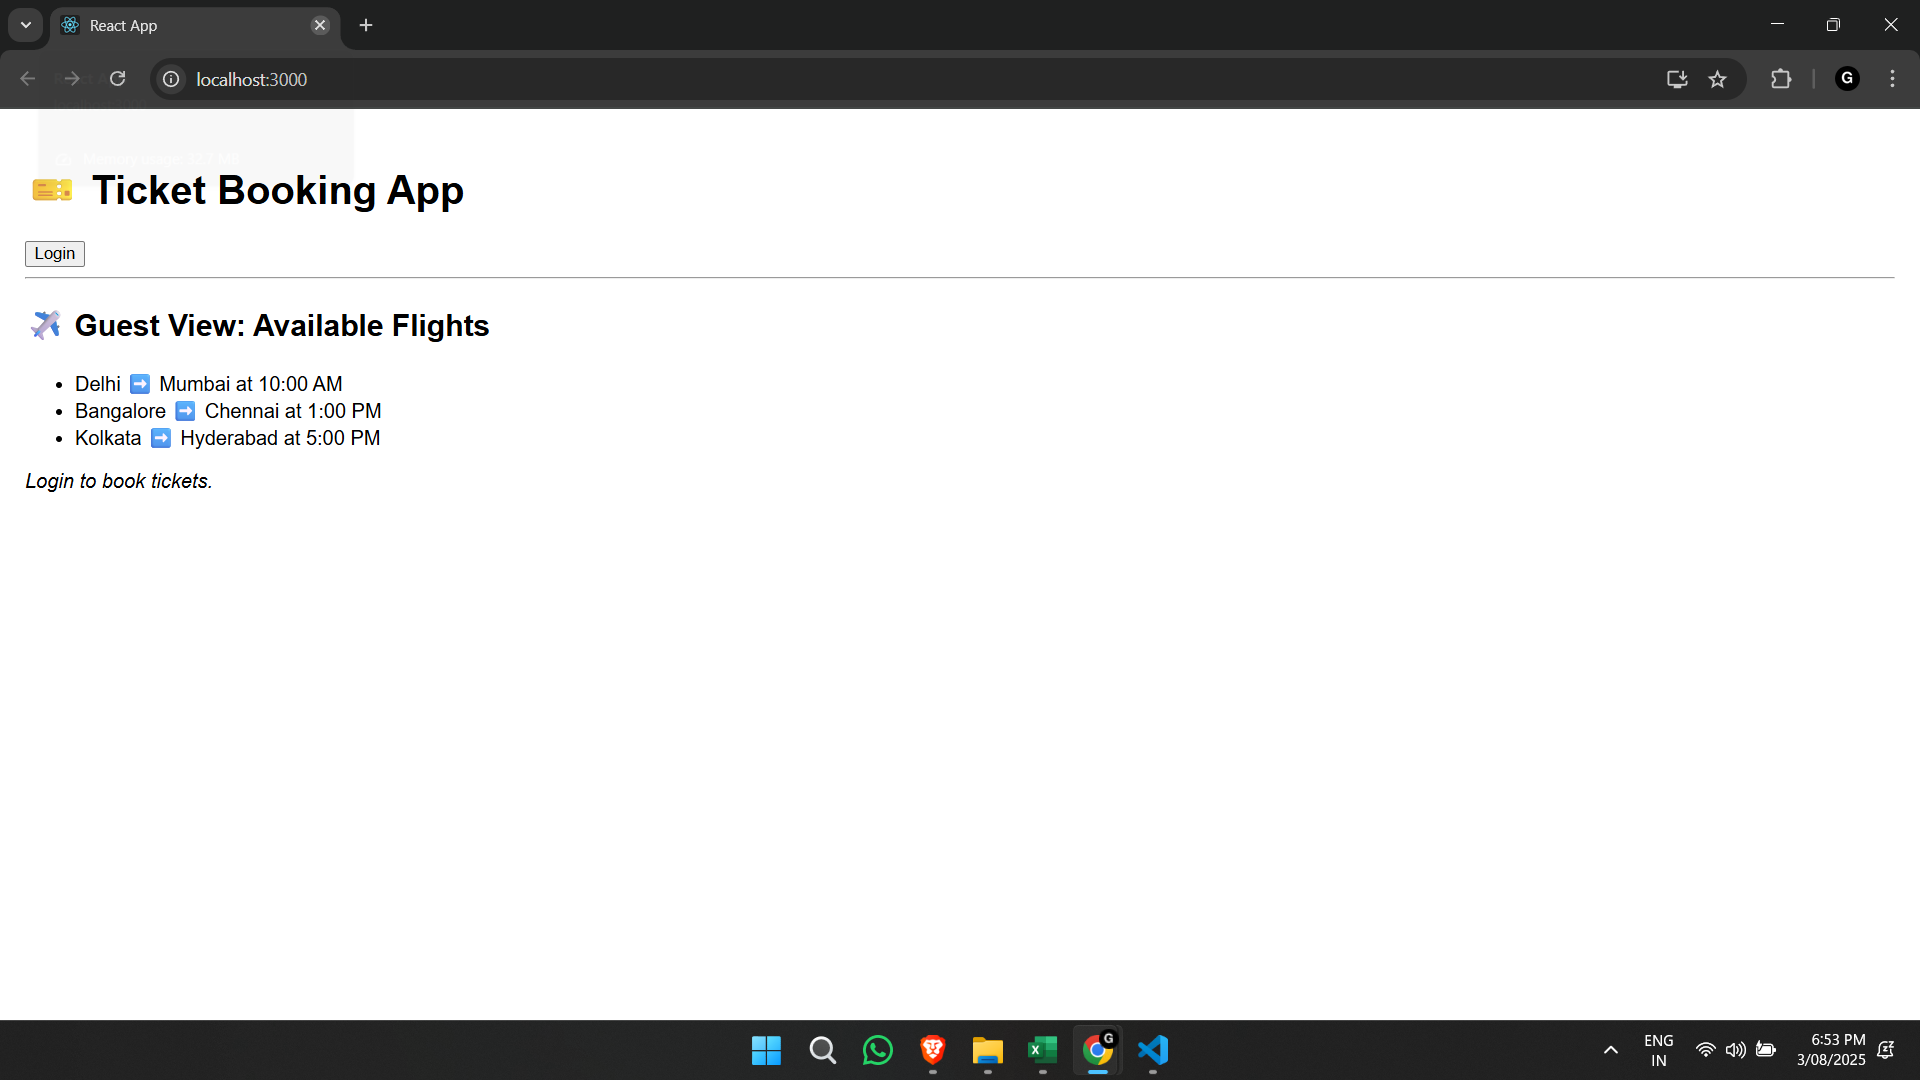 React App
localhost:3000
G
🎫 Ticket Booking App
Login
✈️ Guest View: Available Flights
• Delhi ➡️ Mumbai at 10:00 AM
• Bangalore ➡️ Chennai at 1:00 PM
• Kolkata ➡️ Hyderabad at 5:00 PM
Login to book tickets.
G
ENG
IN
6:53 PM
3/08/2025